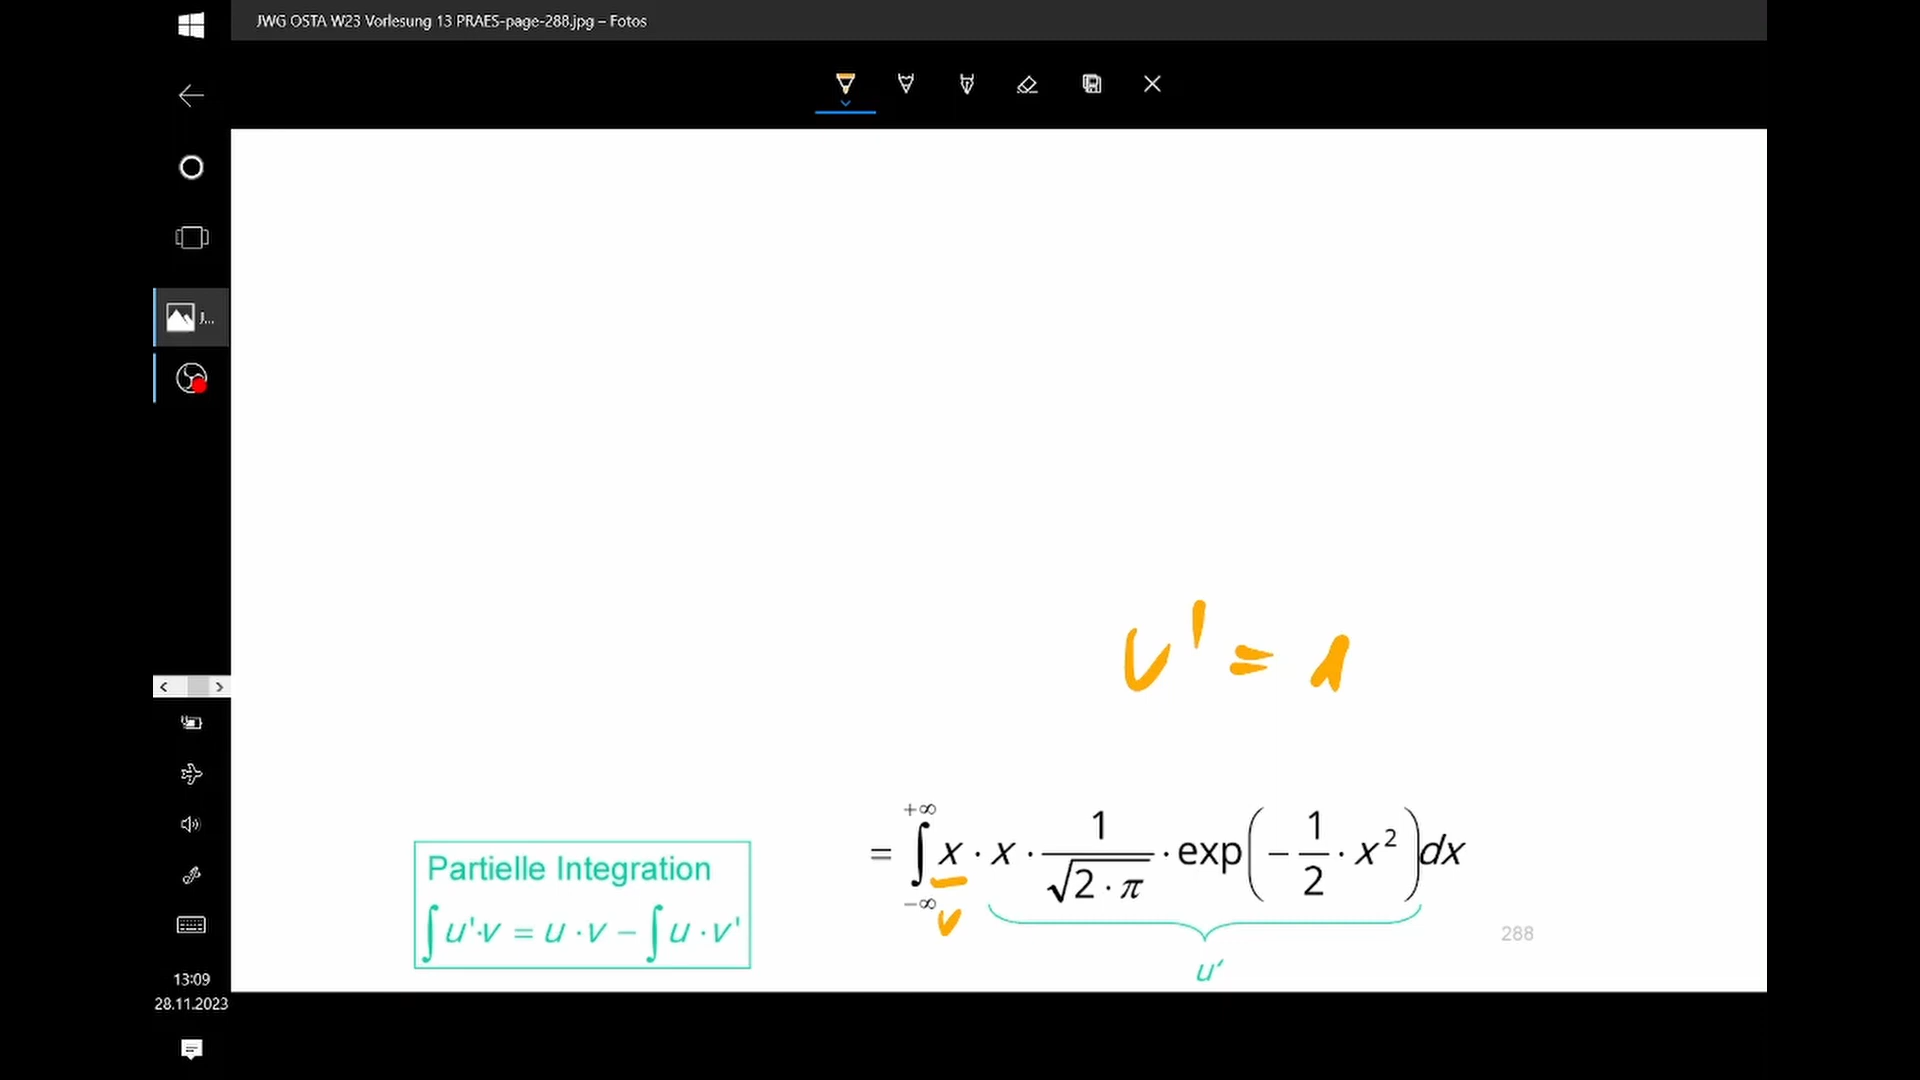 JWG OSTA W23 Vorlesung 13 PRAES-page-288.jpg – Fotos
J...
v' = 1
= ∫_{-∞}^{+∞} x · x · 1/√(2 · π) · exp(−1/2 · x²)dx
v
u'
Partielle Integration
∫u'·v = u · v − ∫u · v'
288
13:09
28.11.2023